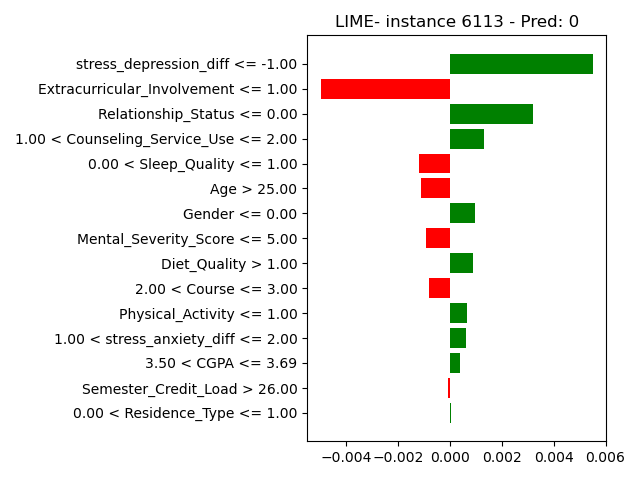 LIME- instance 6113 - Pred: 0
stress_depression_diff <= -1.00
Extracurricular_Involvement <= 1.00
Relationship_Status <= 0.00
1.00 < Counseling_Service_Use <= 2.00
0.00 < Sleep_Quality <= 1.00
Age > 25.00
Gender <= 0.00
Mental_Severity_Score <= 5.00
Diet_Quality > 1.00
2.00 < Course <= 3.00
Physical_Activity <= 1.00
1.00 < stress_anxiety_diff <= 2.00
3.50 < CGPA <= 3.69
Semester_Credit_Load > 26.00
0.00 < Residence_Type <= 1.00
−0.004 −0.002 0.000 0.002 0.004 0.006